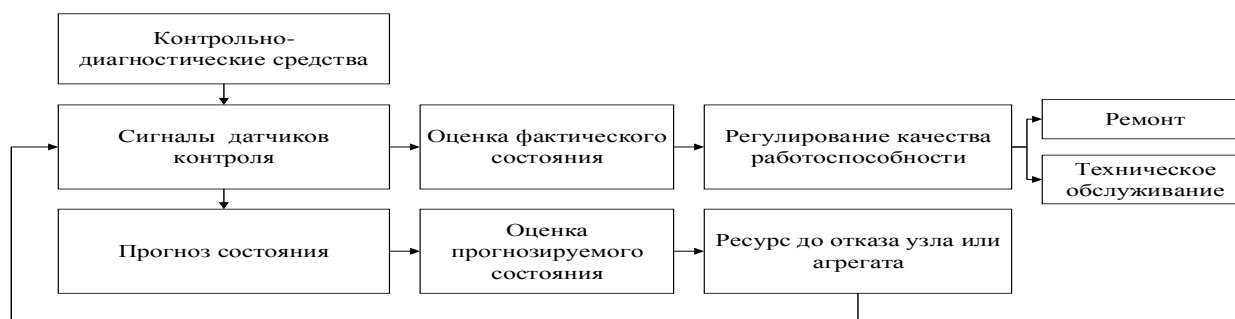 Контрольно-
диагностические средства
Сигналы датчиков
контроля
Оценка фактического
состояния
Регулирование качества
работоспособности
Ремонт
Техническое
обслуживание
Прогноз состояния
Оценка
прогнозируемого
состояния
Ресурс до отказа узла или
агрегата